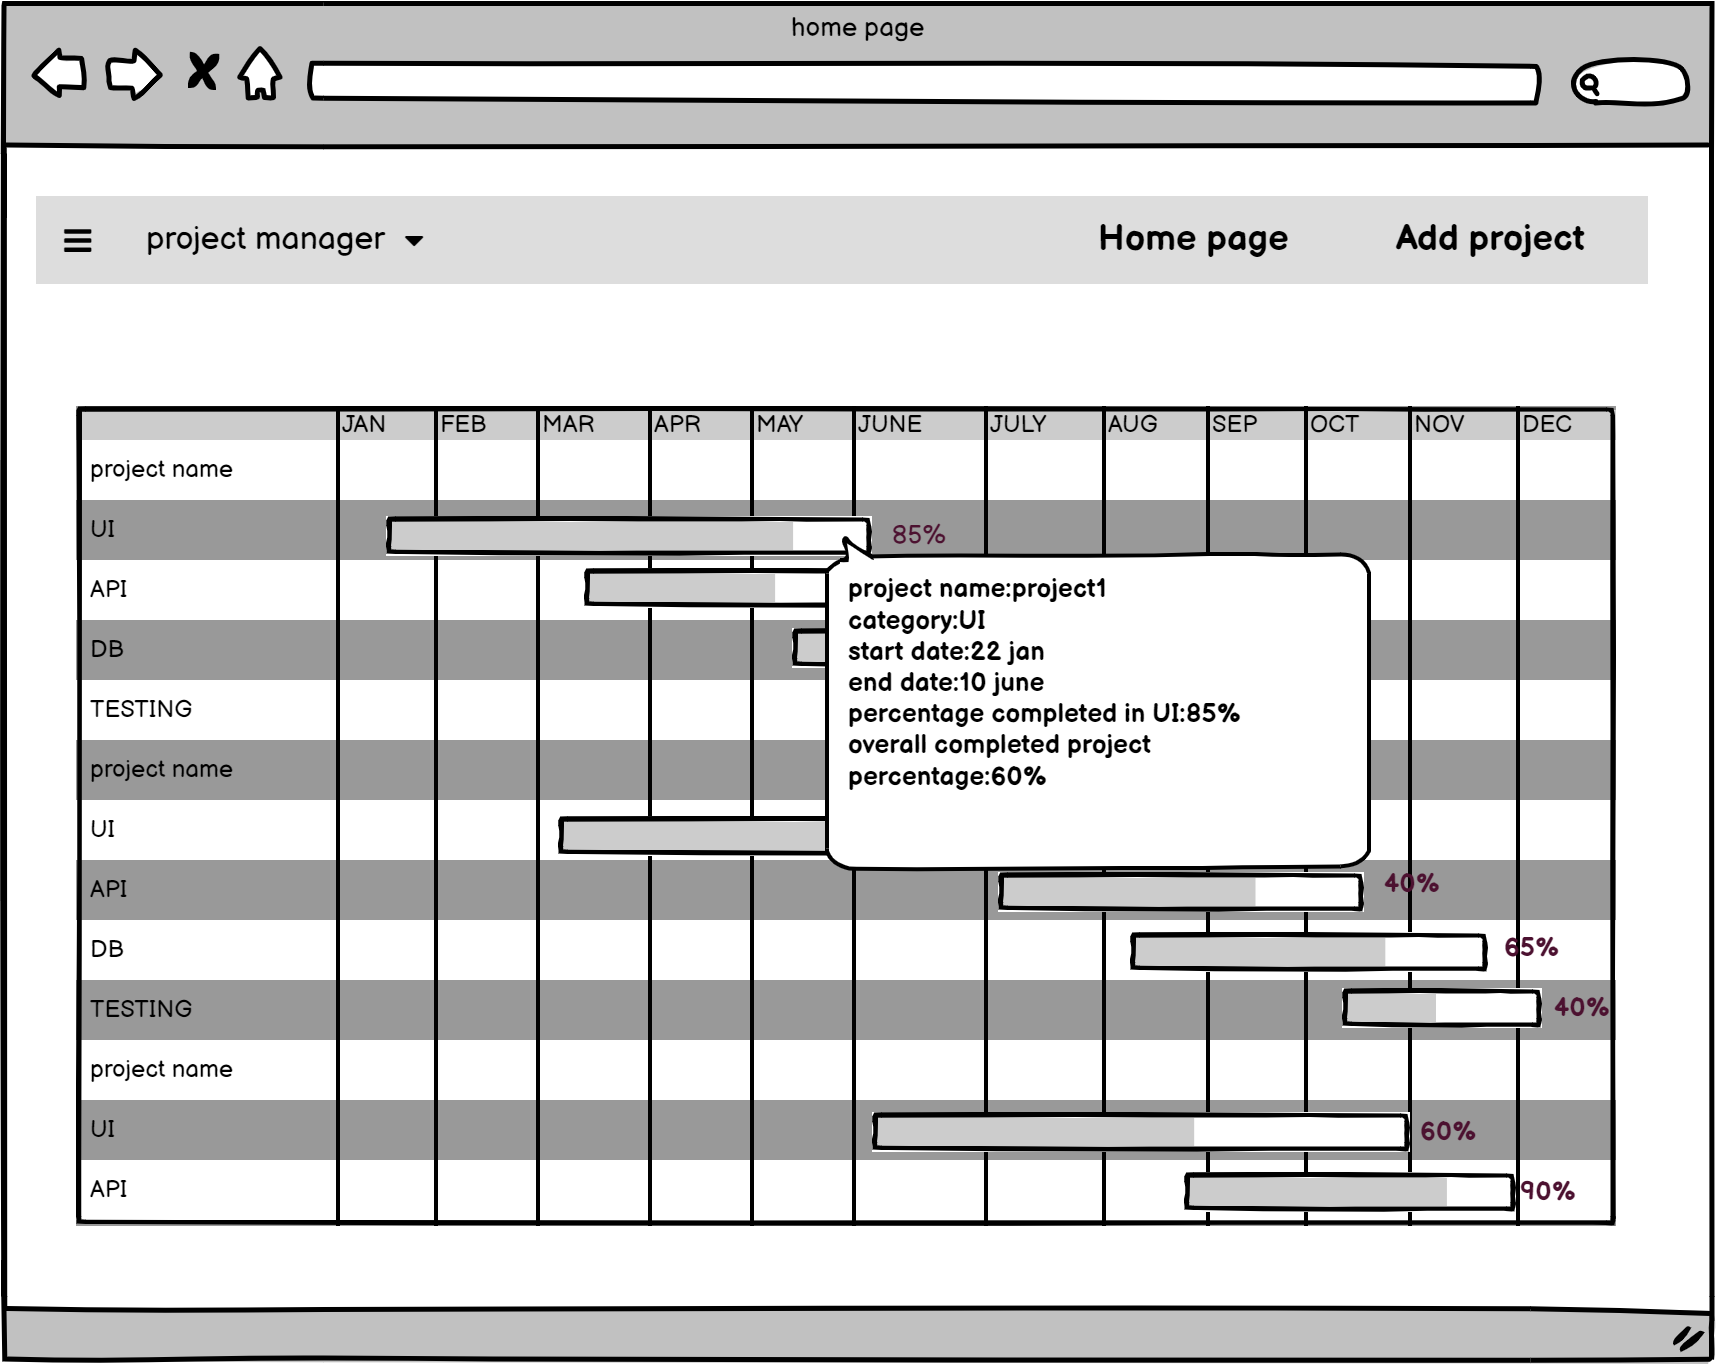 home page
project manager
Home page
Add project
JAN FEB MAR APR MAY JUNE JULY AUG SEP OCT NOV DEC
project name
UI
85%
API
DB
TESTING
project name
UI
project name:project1
category:UI
start date:22 jan
end date:10 june
percentage completed in UI:85%
overall completed project
percentage:60%
API
40%
DB
65%
TESTING
40%
project name
UI
60%
API
90%